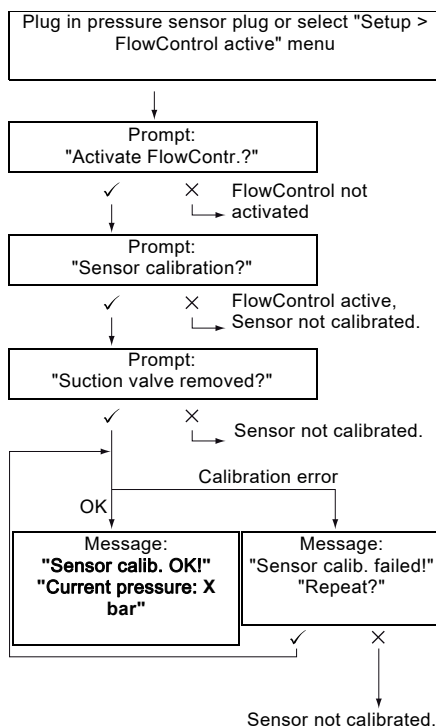 Plug in pressure sensor plug or select "Setup >
FlowControl active" menu
Prompt:
"Activate FlowContr.?"
✓ ✕ FlowControl not
activated
Prompt:
"Sensor calibration?"
✓ ✕ FlowControl active,
Sensor not calibrated.
Prompt:
"Suction valve removed?"
✓ ✕
Sensor not calibrated.
Calibration error
OK
Message:
"Sensor calib. OK!"
"Current pressure: X
bar"
Message:
"Sensor calib. failed!"
"Repeat?"
✓ ✕
Sensor not calibrated.